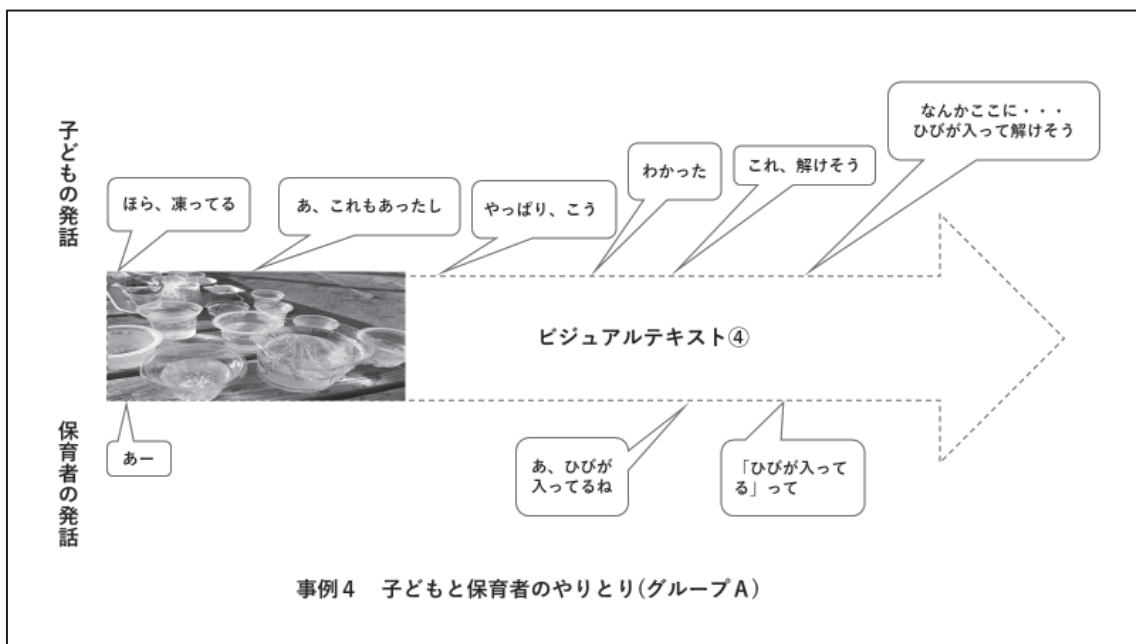 子どもの発話
ほら、凍ってる
あ、これもあったし
やっぱり、こう
わかった
これ、解けそう
なんかここに・・・
ひびが入って解けそう
ビジュアルテキスト④
保育者の発話
あー
あ、ひびが
入ってるね
「ひびが入って
る」って
事例4 子どもと保育者のやりとり(グループA)